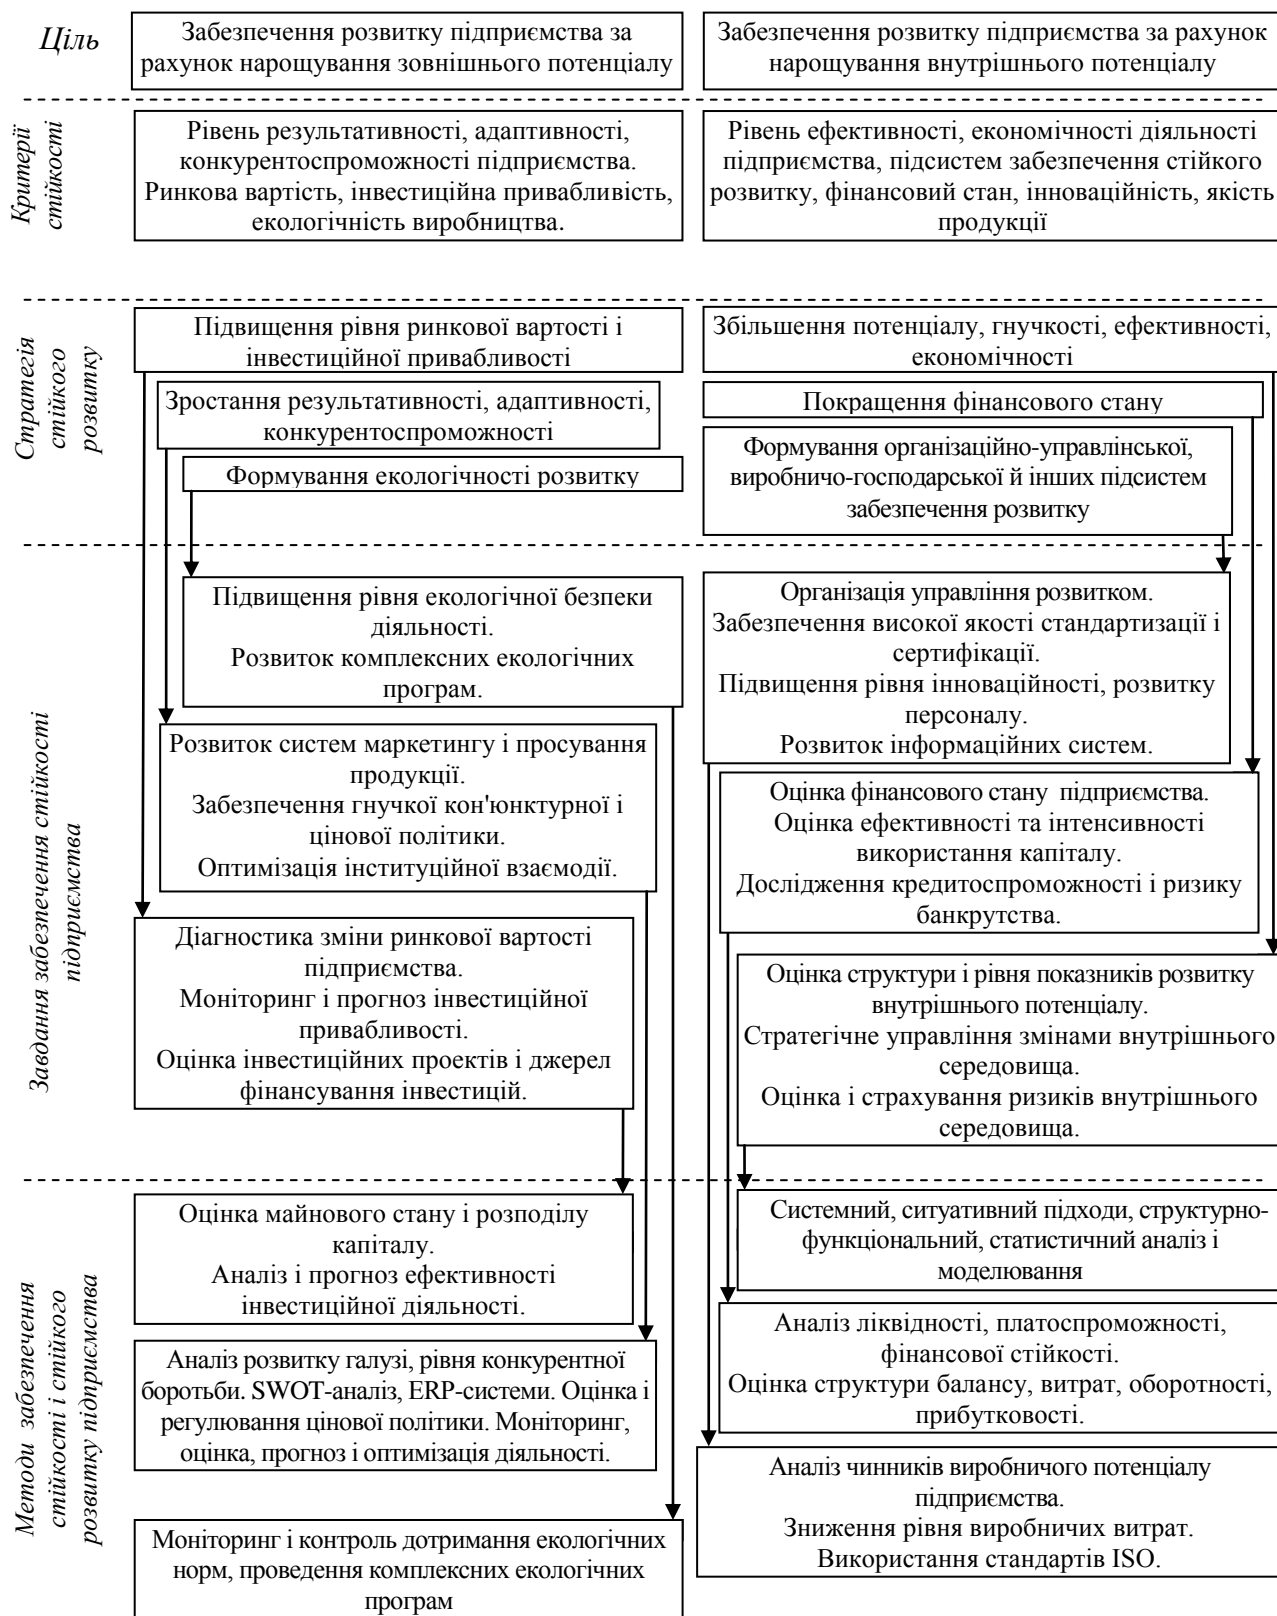 Ціль
Забезпечення розвитку підприємства за
рахунок нарощування зовнішнього потенціалу
Забезпечення розвитку підприємства за рахунок
нарощування внутрішнього потенціалу
Критерії
стійкості
Рівень результативності, адаптивності,
конкурентоспроможності підприємства.
Ринкова вартість, інвестиційна привабливість,
екологічність виробництва.
Рівень ефективності, економічності діяльності
підприємства, підсистем забезпечення стійкого
розвитку, фінансовий стан, інноваційність, якість
продукції
Стратегія
стійкого
розвитку
Підвищення рівня ринкової вартості і
інвестиційної привабливості
Зростання результативності, адаптивності,
конкурентоспроможності
Формування екологічності розвитку
Збільшення потенціалу, гнучкості, ефективності,
економічності
Покращення фінансового стану
Формування організаційно-управлінської,
виробничо-господарської й інших підсистем
забезпечення розвитку
Завдання забезпечення стійкості
підприємства
Підвищення рівня екологічної безпеки
діяльності.
Розвиток комплексних екологічних
програм.
Розвиток систем маркетингу і просування
продукції.
Забезпечення гнучкої кон'юнктурної і
цінової політики.
Оптимізація інституційної взаємодії.
Діагностика зміни ринкової вартості
підприємства.
Моніторинг і прогноз інвестиційної
привабливості.
Оцінка інвестиційних проектів і джерел
фінансування інвестицій.
Організація управління розвитком.
Забезпечення високої якості стандартизації і
сертифікації.
Підвищення рівня інноваційності, розвитку
персоналу.
Розвиток інформаційних систем.
Оцінка фінансового стану підприємства.
Оцінка ефективності та інтенсивності
використання капіталу.
Дослідження кредитоспроможності і ризику
банкрутства.
Оцінка структури і рівня показників розвитку
внутрішнього потенціалу.
Стратегічне управління змінами внутрішнього
середовища.
Оцінка і страхування ризиків внутрішнього
середовища.
Методи забезпечення
стійкості і стійкого
розвитку підприємства
Оцінка майнового стану і розподілу
капіталу.
Аналіз і прогноз ефективності
інвестиційної діяльності.
Аналіз розвитку галузі, рівня конкурентної
боротьби. SWOT-аналіз, ERP-системи. Оцінка і
регулювання цінової політики. Моніторинг,
оцінка, прогноз і оптимізація діяльності.
Моніторинг і контроль дотримання екологічних
норм, проведення комплексних екологічних
програм
Системний, ситуативний підходи, структурно-
функціональний, статистичний аналіз і
моделювання
Аналіз ліквідності, платоспроможності,
фінансової стійкості.
Оцінка структури балансу, витрат, оборотності,
прибутковості.
Аналіз чинників виробничого потенціалу
підприємства.
Зниження рівня виробничих витрат.
Використання стандартів ISO.